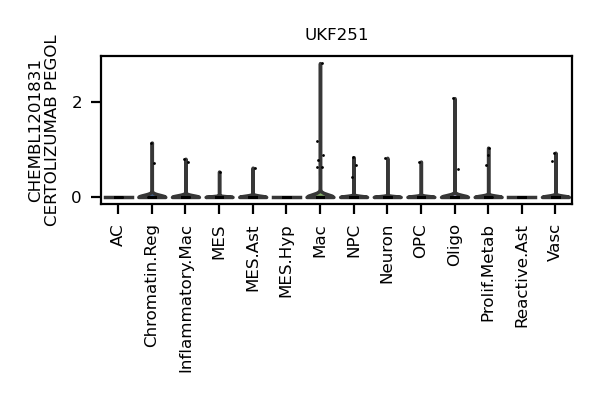 UKF251
CHEMBL1201831
CERTOLIZUMAB PEGOL
2
0
AC
Chromatin.Reg
Inflammatory.Mac
MES
MES.Ast
MES.Hyp
Mac
NPC
Neuron
OPC
Oligo
Prolif.Metab
Reactive.Ast
Vasc